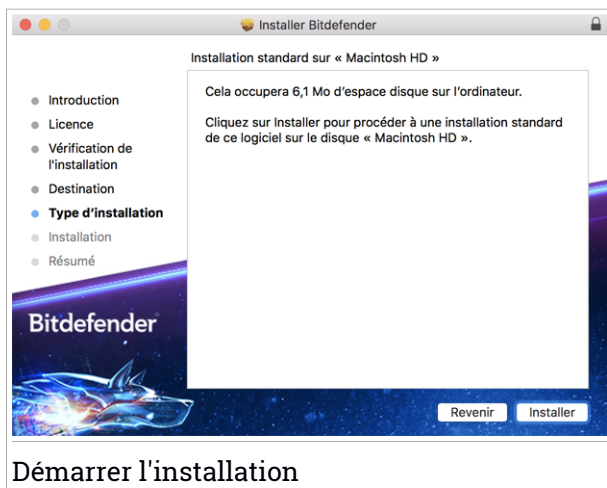 Installer Bitdefender
Installation standard sur « Macintosh HD »
Introduction
Licence
Vérification de
l'installation
Destination
Type d'installation
Installation
Résumé
Cela occupera 6,1 Mo d'espace disque sur l'ordinateur.
Cliquez sur Installer pour procéder à une installation standard
de ce logiciel sur le disque « Macintosh HD ».
Bitdefender
Revenir
Installer
Démarrer l'installation